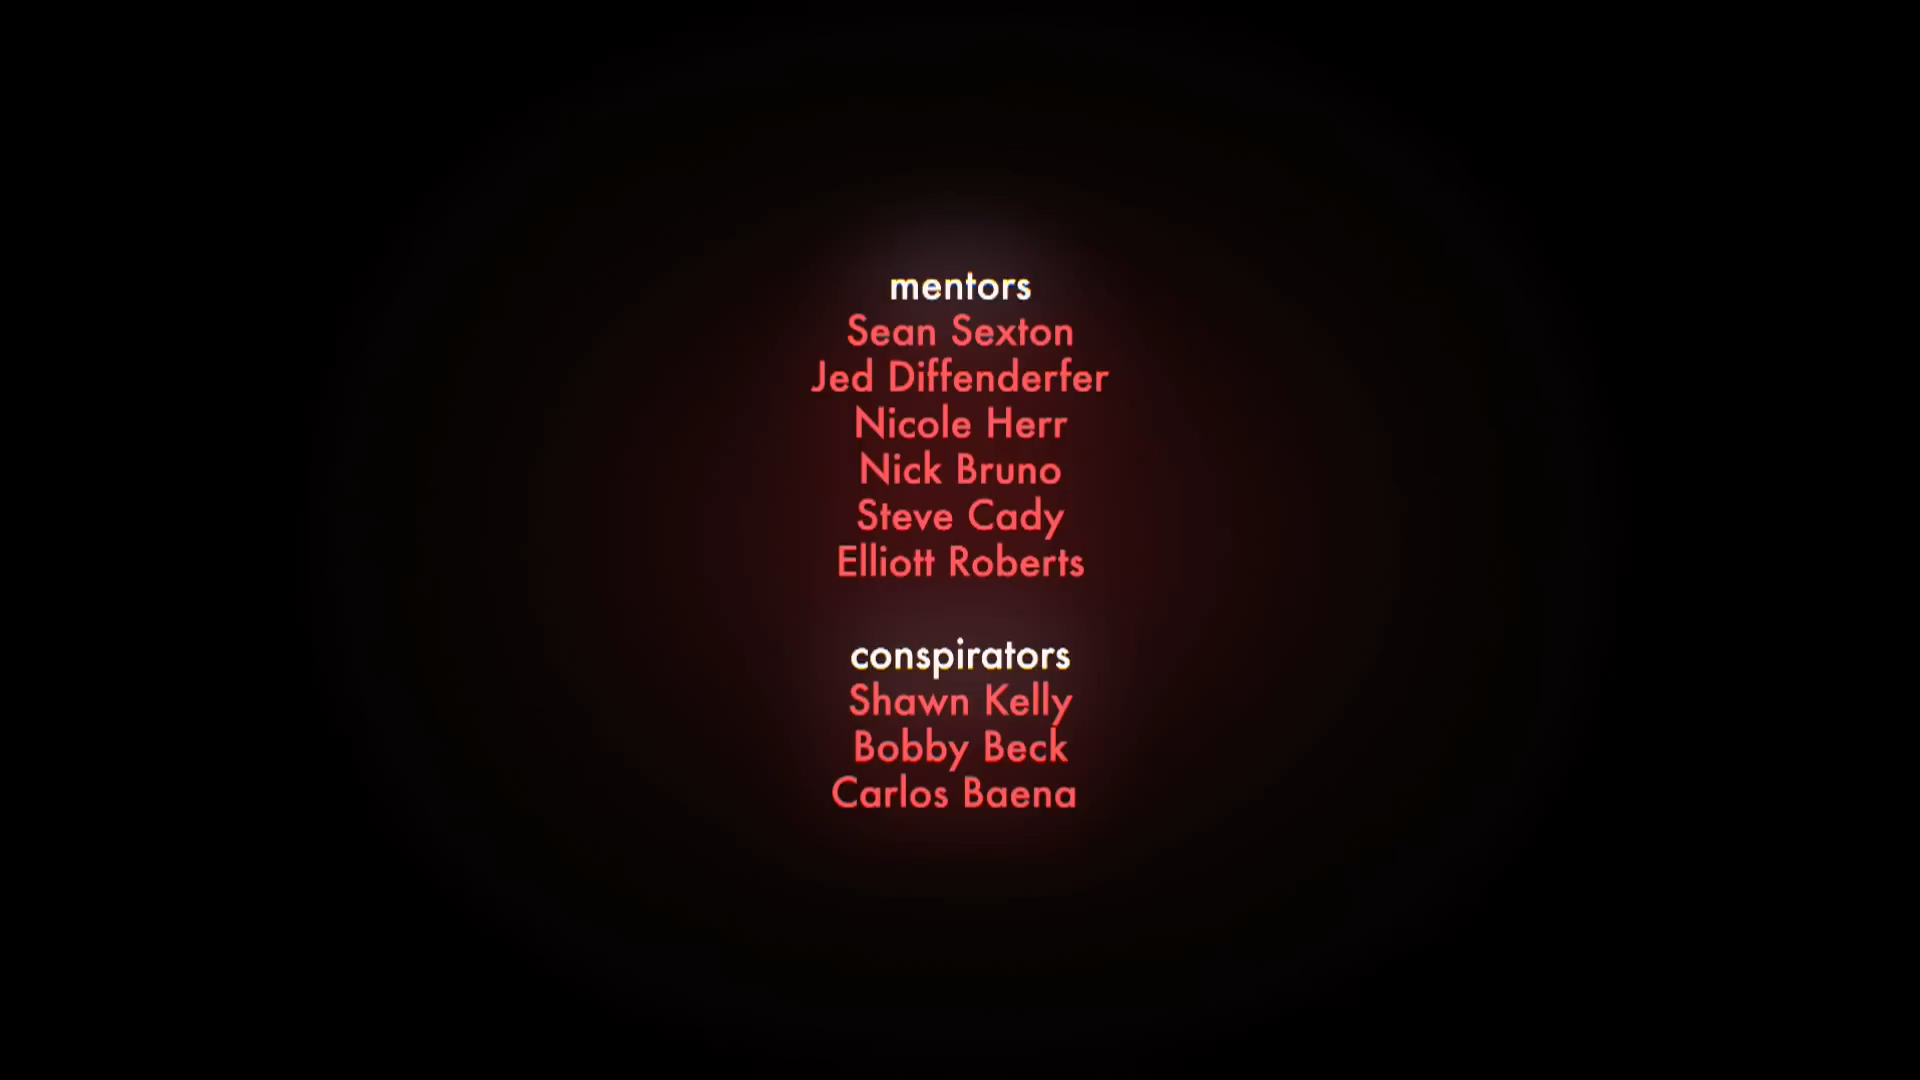 mentors
Sean Sexton
Jed Diffenderfer
Nicole Herr
Nick Bruno
Steve Cady
Elliott Roberts
conspirators
Shawn Kelly
Bobby Beck
Carlos Baena